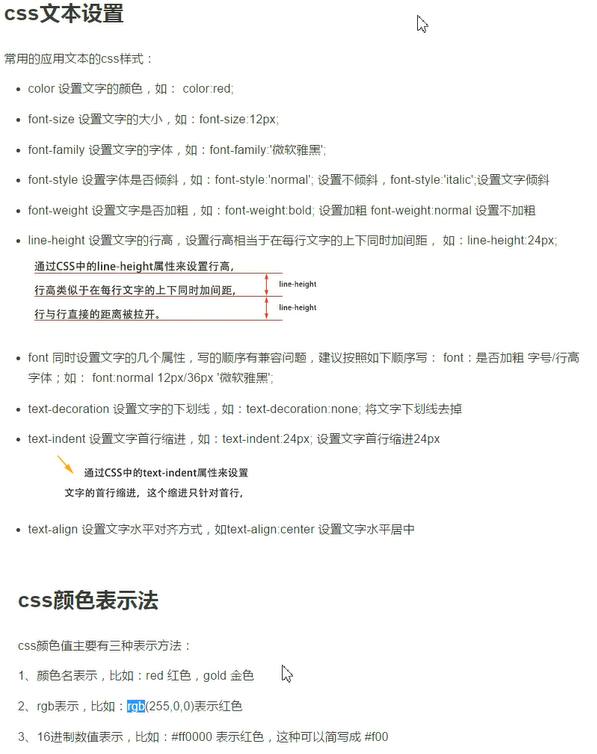 css文本设置
常用的应用文本的css样式：
color 设置文字的颜色，如： color:red;
font-size 设置文字的大小，如：font-size:12px;
font-family 设置文字的字体，如：font-family:'微软雅黑';
font-style 设置字体是否倾斜，如：font-style:'normal'; 设置不倾斜，font-style:'italic';设置文字倾斜
font-weight 设置文字是否加粗，如：font-weight:bold; 设置加粗 font-weight:normal 设置不加粗
line-height 设置文字的行高，设置行高相当于在每行文字的上下同时加间距， 如：line-height:24px;
通过CSS中的line-height属性来设置行高，
line-height
行高类似于在每行文字的上下同时加间距，
line-height
行与行直接的距离被拉开。
font 同时设置文字的几个属性，写的顺序有兼容问题，建议按照如下顺序写： font：是否加粗 字号/行高
字体；如： font:normal 12px/36px '微软雅黑';
text-decoration 设置文字的下划线，如：text-decoration:none; 将文字下划线去掉
text-indent 设置文字首行缩进，如：text-indent:24px; 设置文字首行缩进24px
通过CSS中的text-indent属性来设置
文字的首行缩进，这个缩进只针对首行，
text-align 设置文字水平对齐方式，如text-align:center 设置文字水平居中
css颜色表示法
css颜色值主要有三种表示方法：
1、颜色名表示，比如：red 红色，gold 金色
2、rgb表示，比如：rgb(255,0,0)表示红色
3、16进制数值表示，比如：#ff0000 表示红色，这种可以简写成 #f00